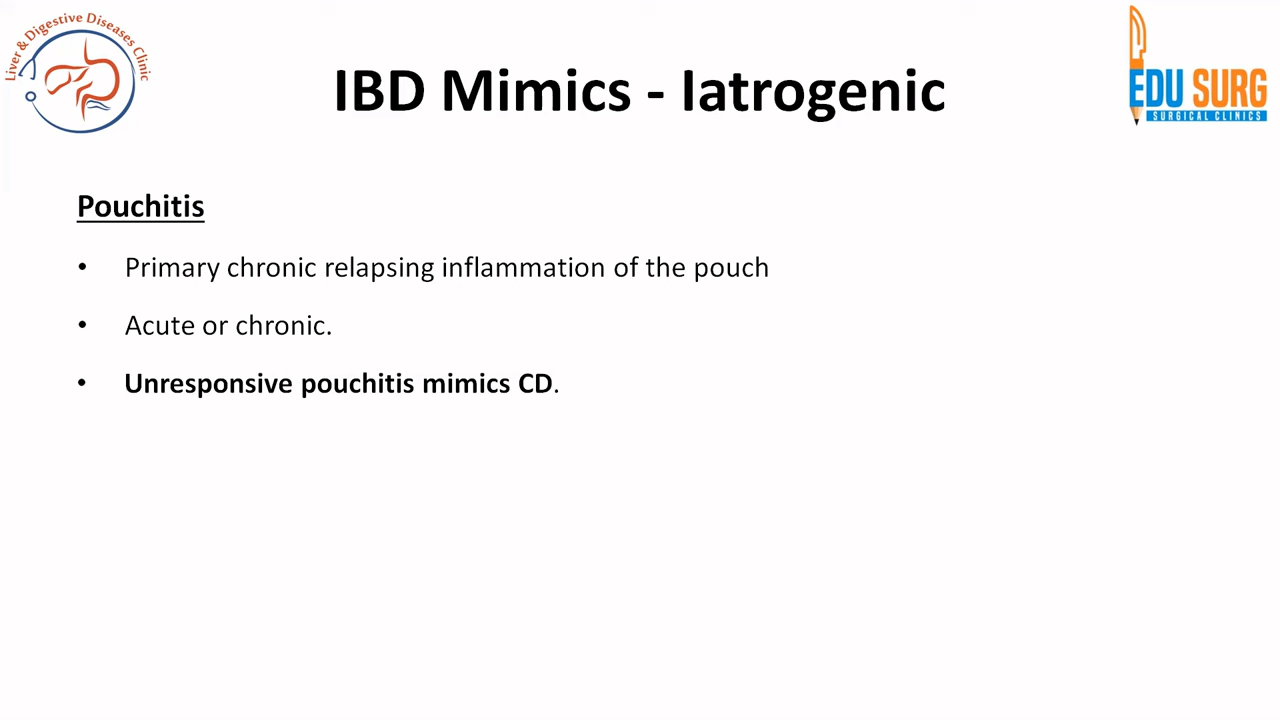 Liver & Digestive Diseases Clinic
IBD Mimics - Iatrogenic
EDU SURG
SURGICAL CLINICS
Pouchitis
• Primary chronic relapsing inflammation of the pouch
• Acute or chronic.
• Unresponsive pouchitis mimics CD.